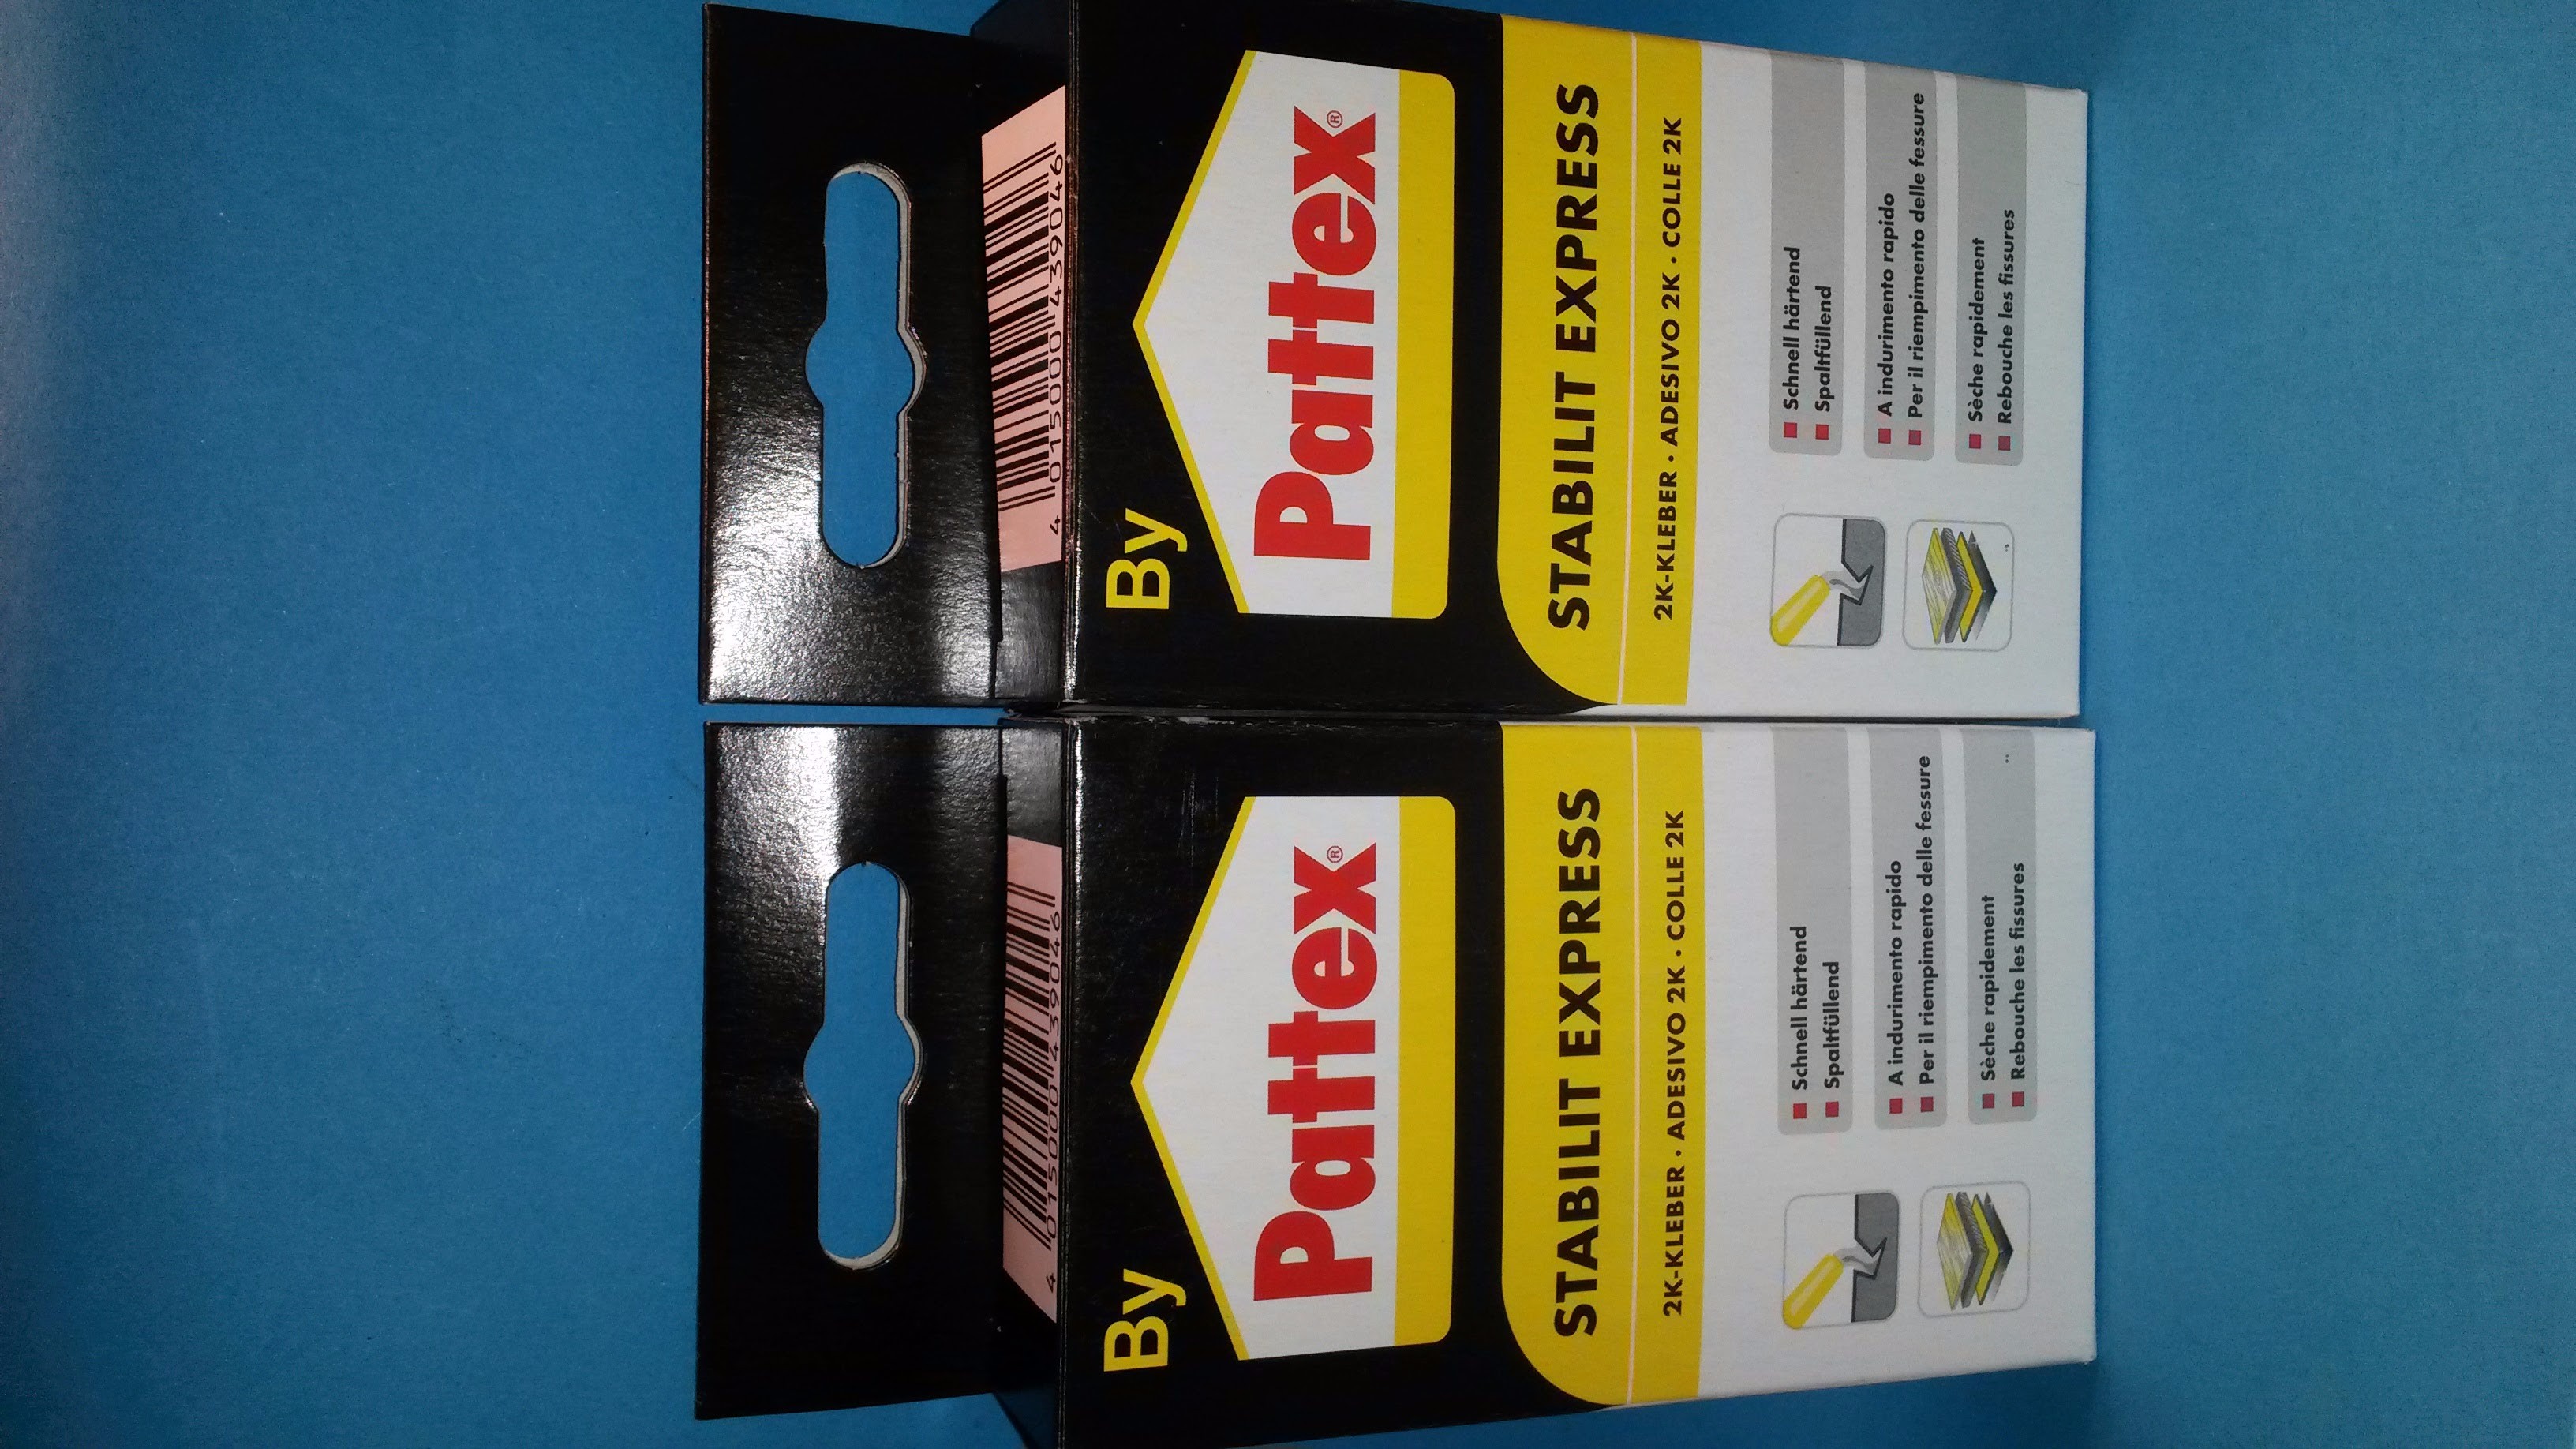 4 015000 439046
By
Pattex®
STABILIT EXPRESS
2K-KLEBER · ADESIVO 2K · COLLE 2K
Schnell härtend
Spaltfüllend
A indurimento rapido
Per il riempimento delle fessure
Sèche rapidement
Rebouche les fissures
4 015000 439046
By
Pattex®
STABILIT EXPRESS
2K-KLEBER · ADESIVO 2K · COLLE 2K
Schnell härtend
Spaltfüllend
A indurimento rapido
Per il riempimento delle fessure
Sèche rapidement
Rebouche les fissures